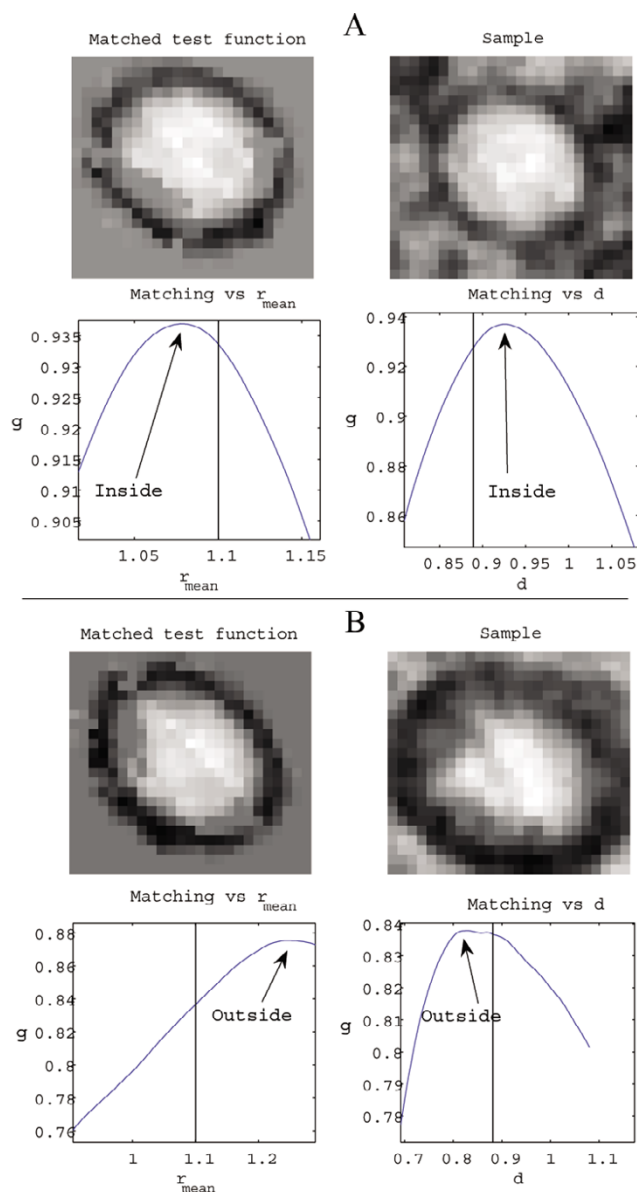 A
Matched test function Sample
Matching vs r_mean Matching vs d
0.935 0.94
0.93 0.92
0.925 0.9
g 0.92 g
0.915 0.88
0.91 0.86
0.905
Inside Inside
1.05 1.1 1.15 0.85 0.9 0.95 1 1.05
r_mean d
B
Matched test function Sample
Matching vs r_mean Matching vs d
0.88 0.84
0.86 0.83
0.84 0.82
g 0.82 g 0.81
0.8 0.8
0.78 0.79
0.76 0.78
Outside Outside
1 1.1 1.2 0.7 0.8 0.9 1 1.1
r_mean d